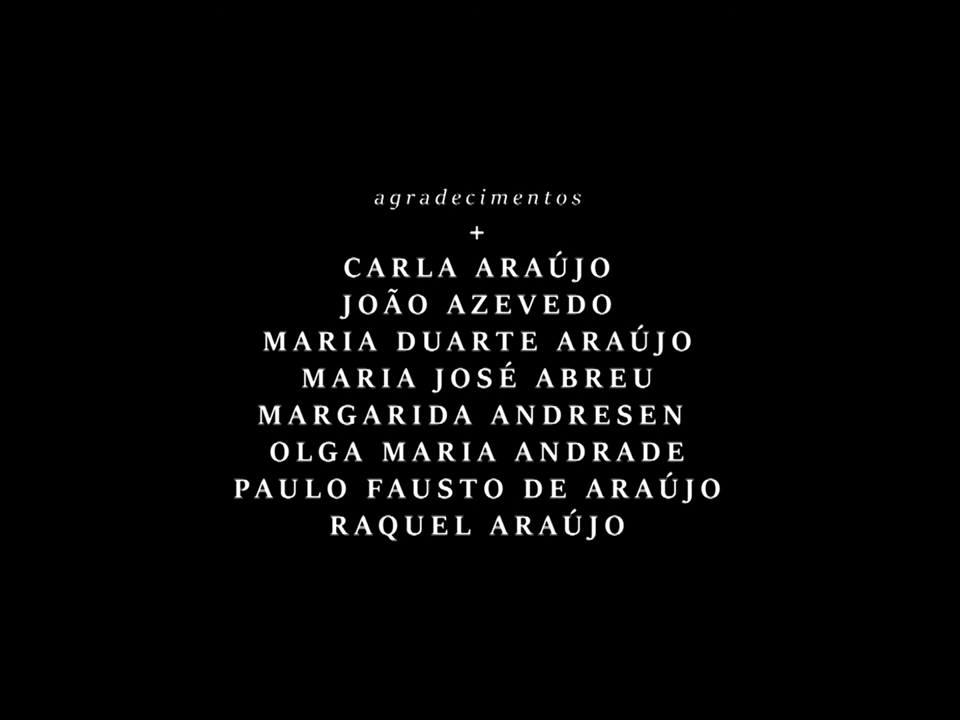 agradecimentos
+
CARLA ARAÚJO
JOÃO AZEVEDO
MARIA DUARTE ARAÚJO
MARIA JOSÉ ABREU
MARGARIDA ANDRESEN
OLGA MARIA ANDRADE
PAULO FAUSTO DE ARAÚJO
RAQUEL ARAÚJO